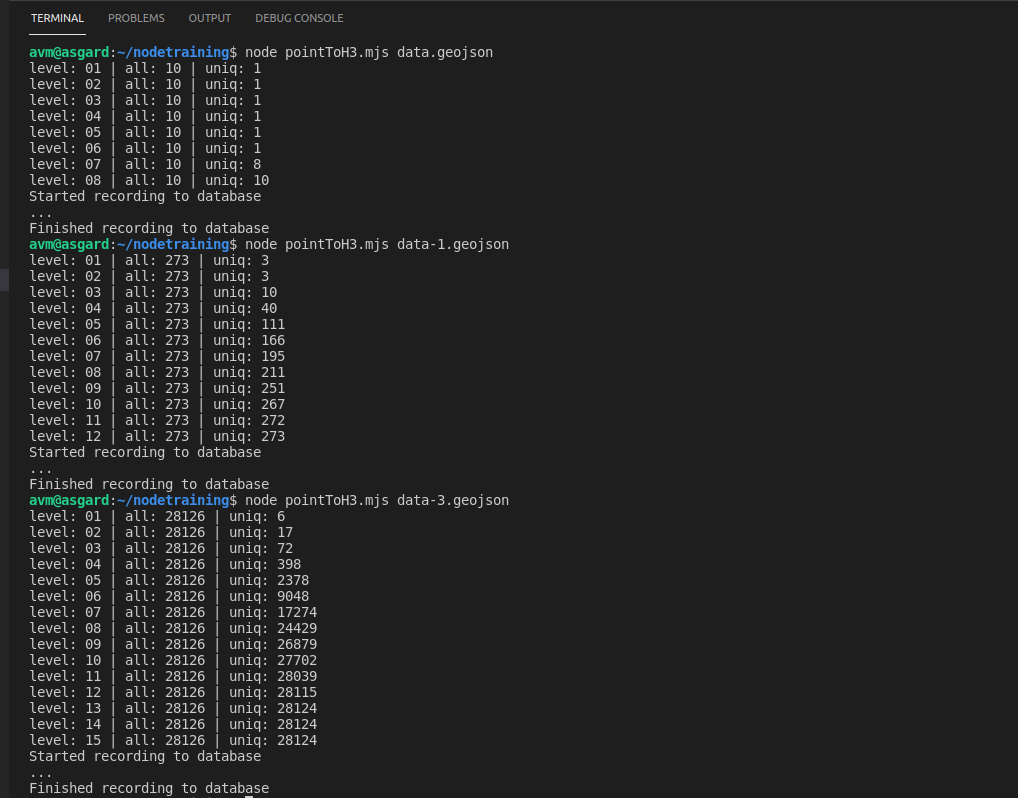 TERMINAL PROBLEMS OUTPUT DEBUG CONSOLE
avm@asgard:~/nodetraining$ node pointToH3.mjs data.geojson
level: 01 | all: 10 | uniq: 1
level: 02 | all: 10 | uniq: 1
level: 03 | all: 10 | uniq: 1
level: 04 | all: 10 | uniq: 1
level: 05 | all: 10 | uniq: 1
level: 06 | all: 10 | uniq: 1
level: 07 | all: 10 | uniq: 8
level: 08 | all: 10 | uniq: 10
Started recording to database
...
Finished recording to database
avm@asgard:~/nodetraining$ node pointToH3.mjs data-1.geojson
level: 01 | all: 273 | uniq: 3
level: 02 | all: 273 | uniq: 3
level: 03 | all: 273 | uniq: 10
level: 04 | all: 273 | uniq: 40
level: 05 | all: 273 | uniq: 111
level: 06 | all: 273 | uniq: 166
level: 07 | all: 273 | uniq: 195
level: 08 | all: 273 | uniq: 211
level: 09 | all: 273 | uniq: 251
level: 10 | all: 273 | uniq: 267
level: 11 | all: 273 | uniq: 272
level: 12 | all: 273 | uniq: 273
Started recording to database
...
Finished recording to database
avm@asgard:~/nodetraining$ node pointToH3.mjs data-3.geojson
level: 01 | all: 28126 | uniq: 6
level: 02 | all: 28126 | uniq: 17
level: 03 | all: 28126 | uniq: 72
level: 04 | all: 28126 | uniq: 398
level: 05 | all: 28126 | uniq: 2378
level: 06 | all: 28126 | uniq: 9048
level: 07 | all: 28126 | uniq: 17274
level: 08 | all: 28126 | uniq: 24429
level: 09 | all: 28126 | uniq: 26879
level: 10 | all: 28126 | uniq: 27702
level: 11 | all: 28126 | uniq: 28039
level: 12 | all: 28126 | uniq: 28115
level: 13 | all: 28126 | uniq: 28124
level: 14 | all: 28126 | uniq: 28124
level: 15 | all: 28126 | uniq: 28124
Started recording to database
...
Finished recording to database